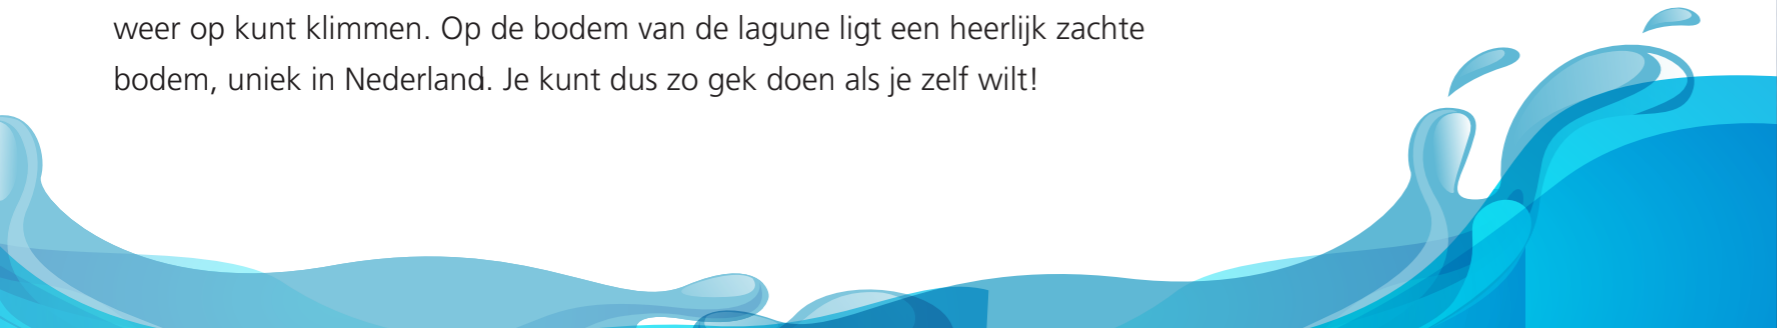 weer op kunt klimmen. Op de bodem van de lagune ligt een heerlijk zachte
bodem, uniek in Nederland. Je kunt dus zo gek doen als je zelf wilt!